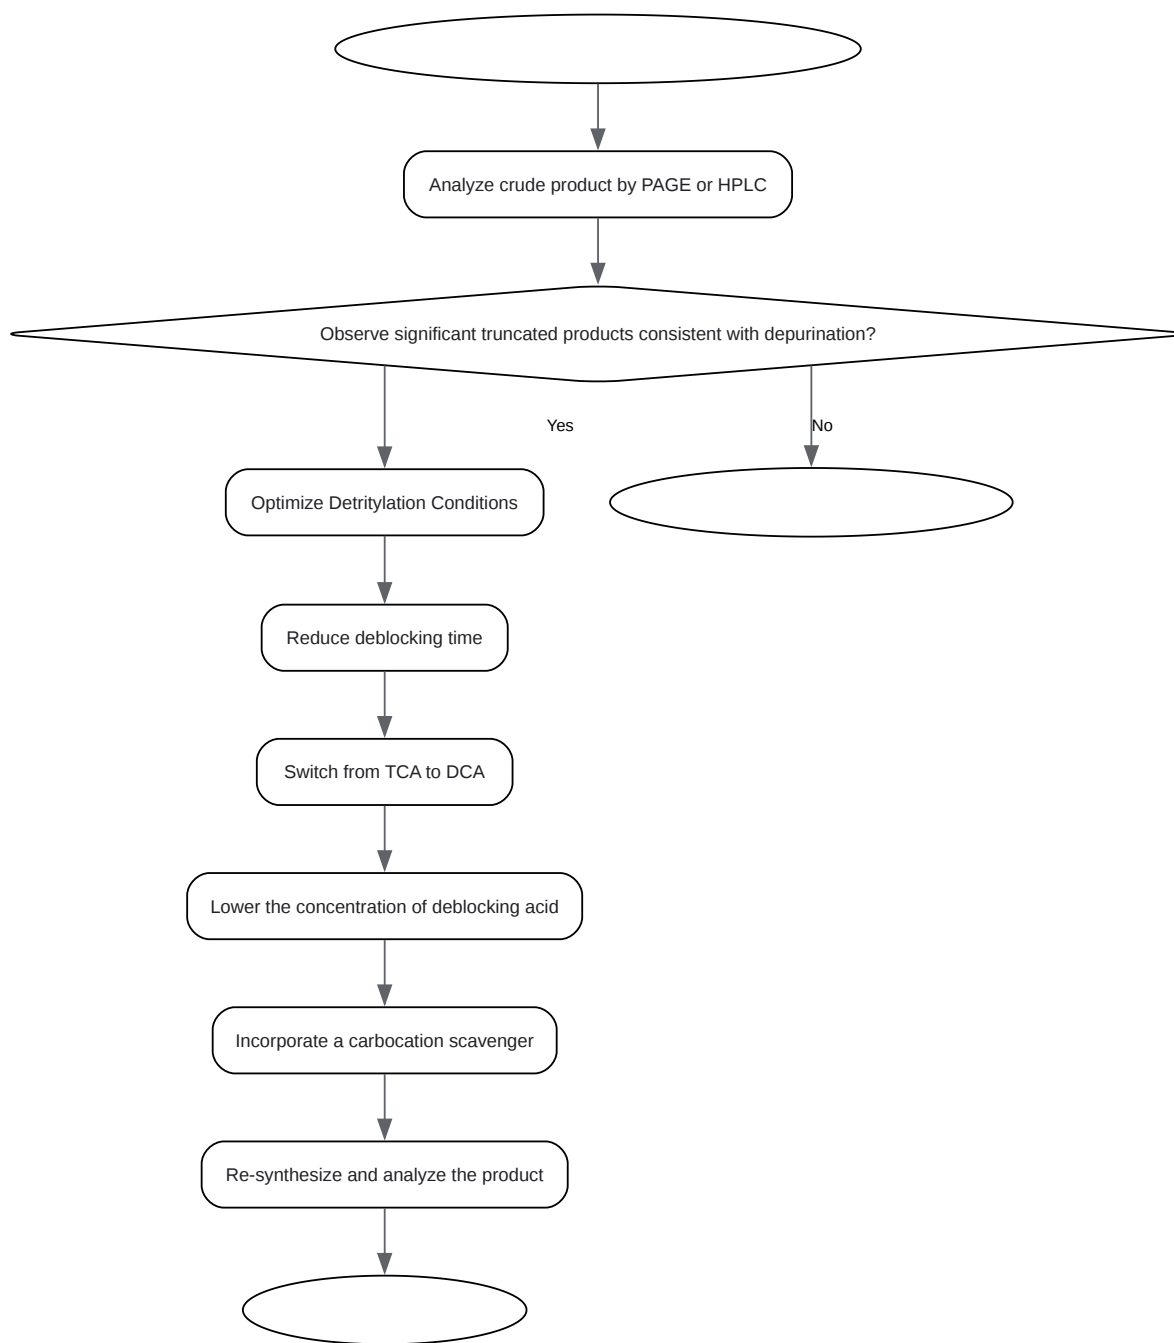 Analyze crude product by PAGE or HPLC
Observe significant truncated products consistent with depurination?
Yes
No
Optimize Detritylation Conditions
Reduce deblocking time
Switch from TCA to DCA
Lower the concentration of deblocking acid
Incorporate a carbocation scavenger
Re-synthesize and analyze the product